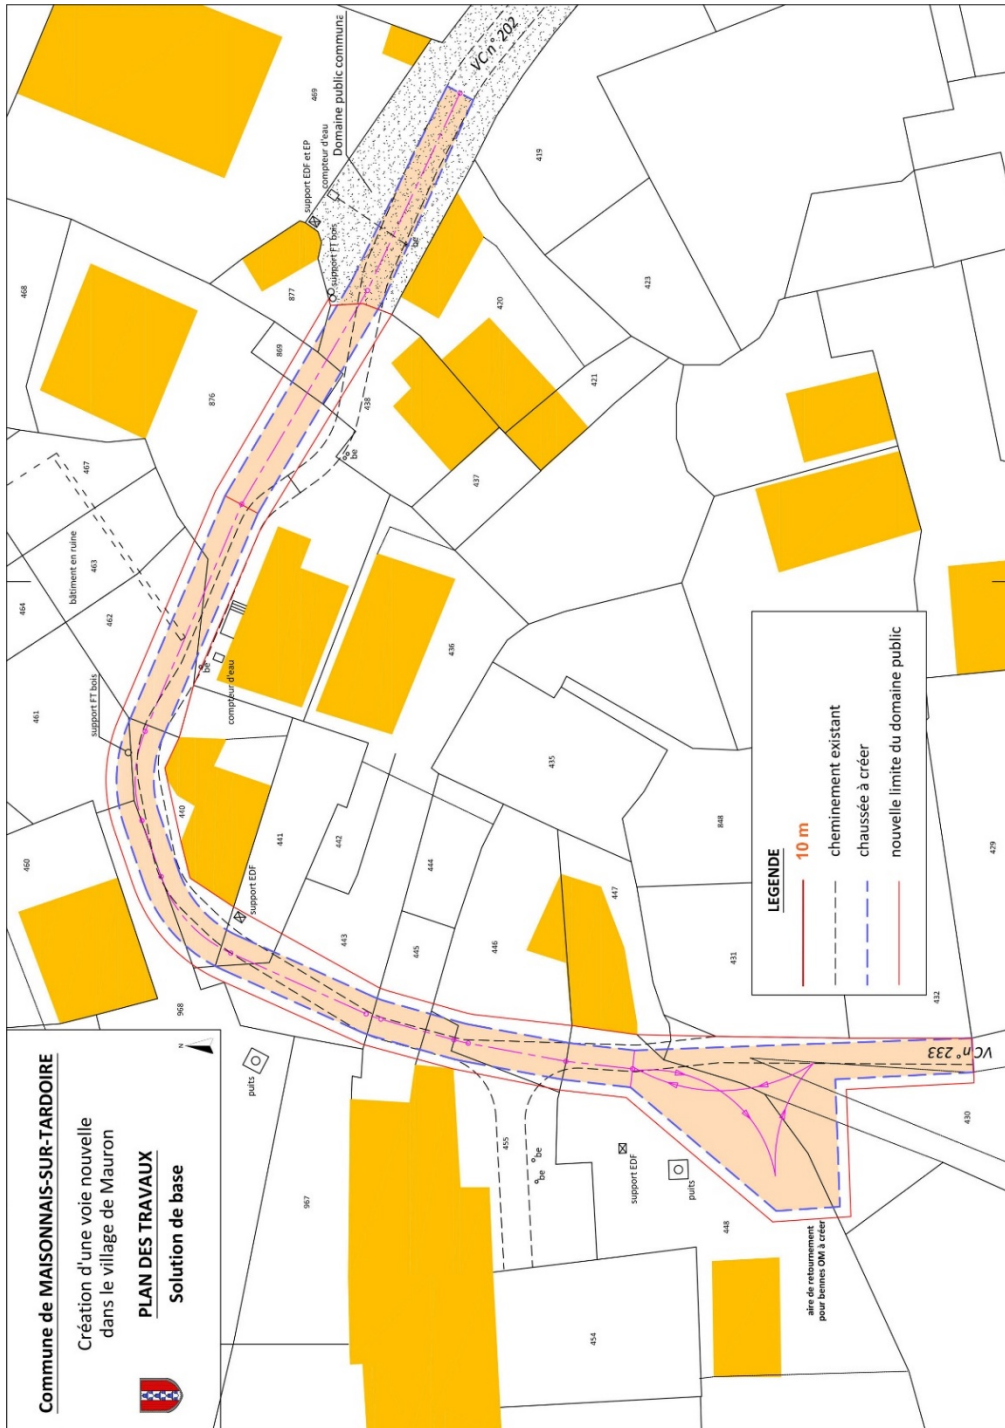 Commune de MAISONNAIS-SUR-TARDOIRE
Création d'une voie nouvelle
dans le village de Mauron
PLAN DES TRAVAUX
Solution de base
N
460
461
464
468
469
463
467
462
bâtiment en ruine
876
869
877
support EDF et EP
compteur d'eau
Domaine public commun
VC n° 202
support FT bois
be
419
420
421
423
438
be
437
436
support FT bois
be
compteur d'eau
440
441
442
support EDF
443
444
445
446
447
435
848
431
432
429
430
968
puits
967
455
be
be
support EDF
puits
448
454
VC n° 233
aire de retournement
pour bennes OM à créer
LEGENDE
10 m
cheminement existant
chaussée à créer
nouvelle limite du domaine public